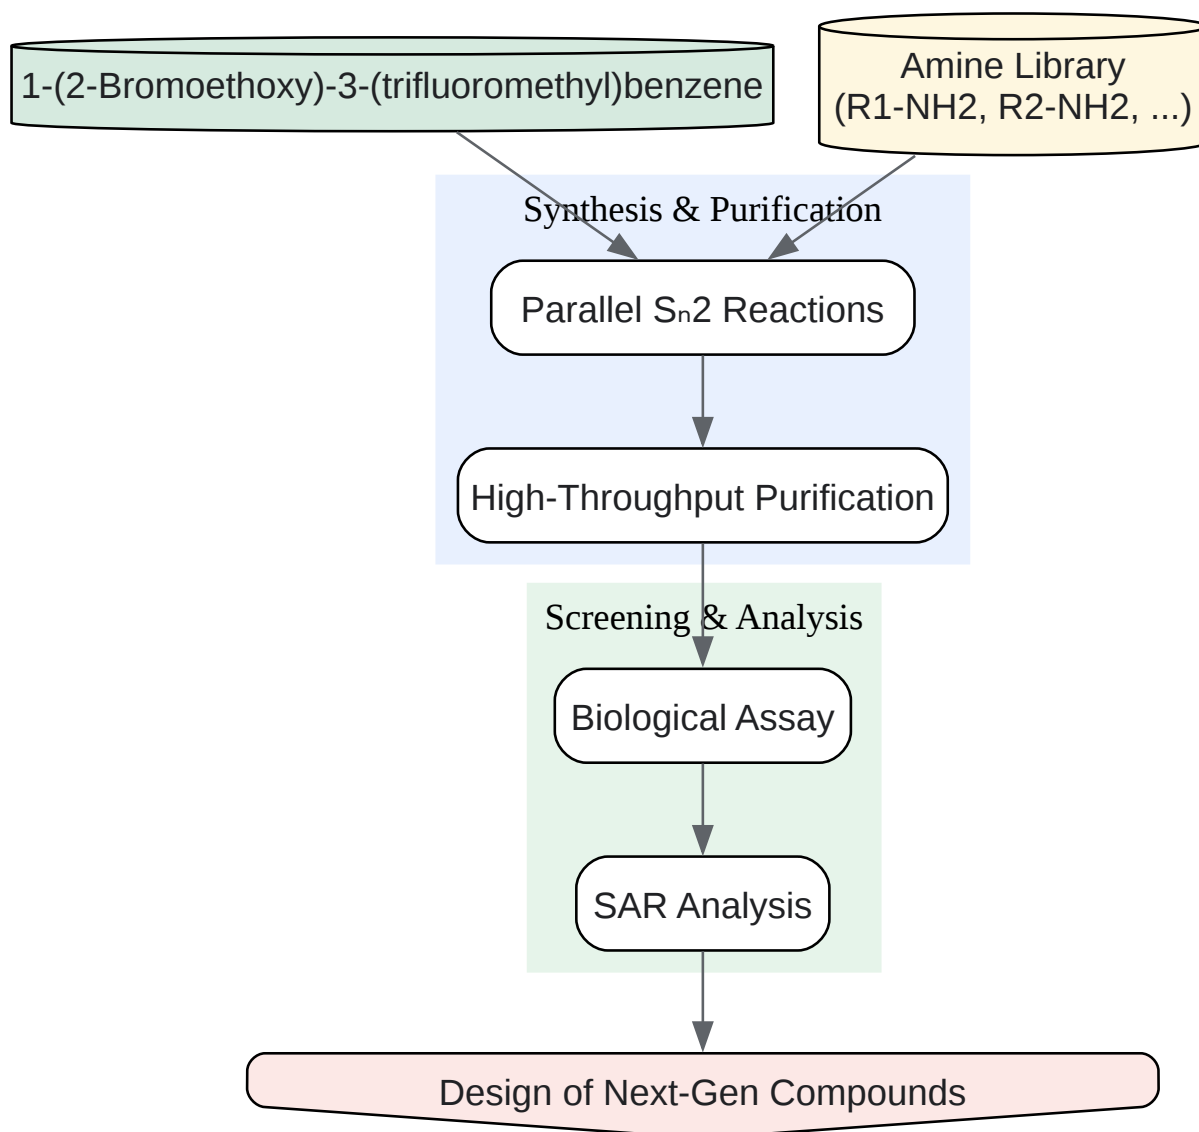 1-(2-Bromoethoxy)-3-(trifluoromethyl)benzene
Amine Library
(R1-NH2, R2-NH2, ...)
Synthesis & Purification
Parallel Sₙ2 Reactions
High-Throughput Purification
Screening & Analysis
Biological Assay
SAR Analysis
Design of Next-Gen Compounds